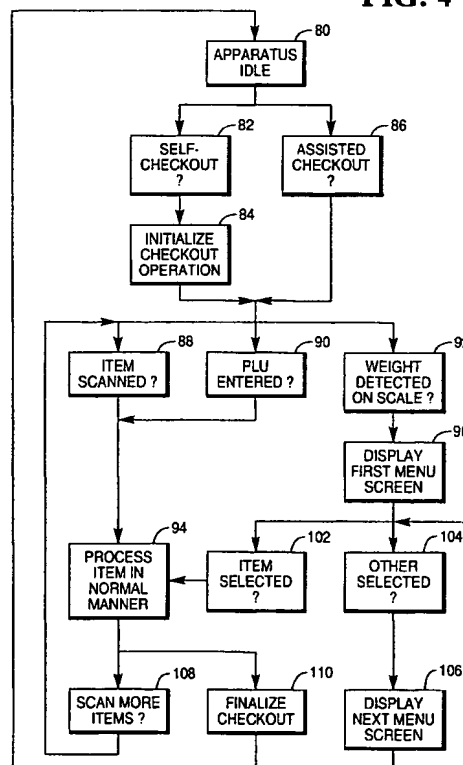 FIG. 4
80
APPARATUS
IDLE
82
SELF-
CHECKOUT
?
86
ASSISTED
CHECKOUT
?
84
INITIALIZE
CHECKOUT
OPERATION
88
ITEM
SCANNED ?
90
PLU
ENTERED ?
WEIGHT
DETECTED
ON SCALE ?
DISPLAY
FIRST MENU
SCREEN
94
PROCESS
ITEM IN
NORMAL
MANNER
102
ITEM
SELECTED
?
104
OTHER
SELECTED
?
108
SCAN MORE
ITEMS ?
110
FINALIZE
CHECKOUT
106
DISPLAY
NEXT MENU
SCREEN